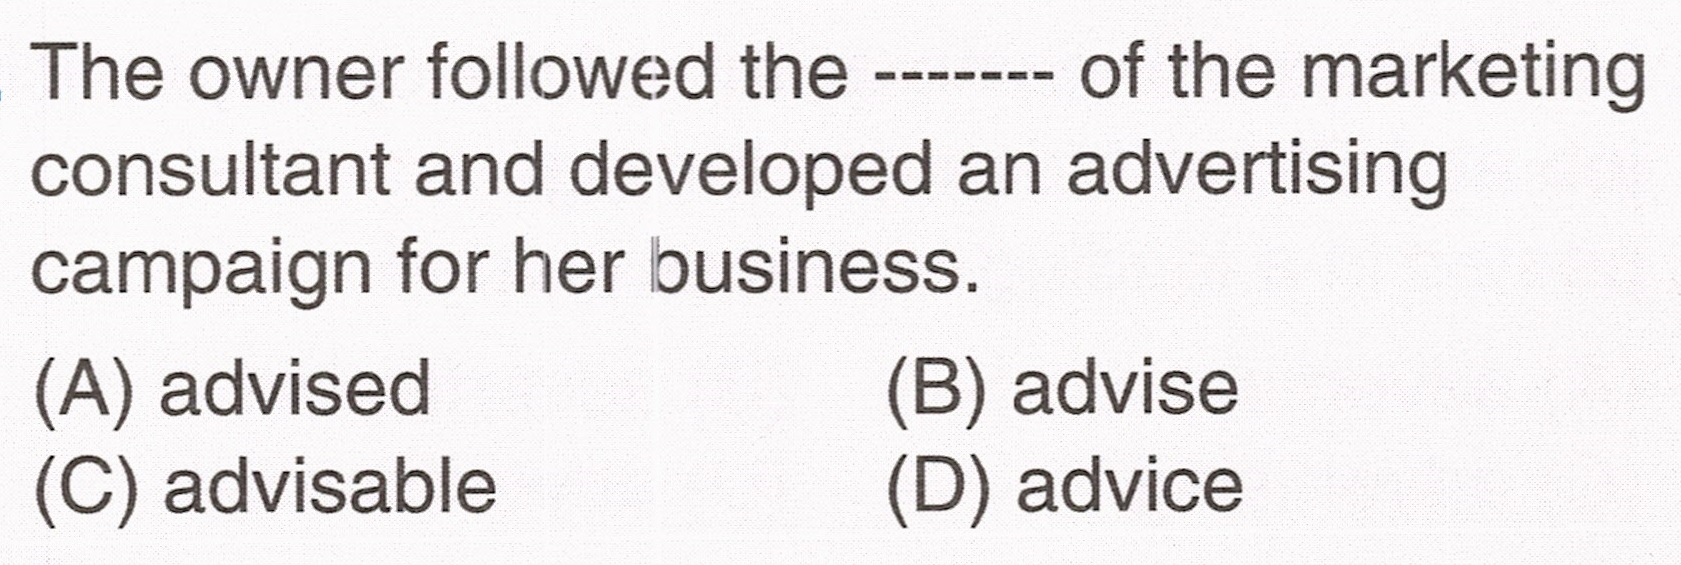 The owner followed the ------- of the marketing
consultant and developed an advertising
campaign for her business.
(A) advised (B) advise
(C) advisable (D) advice